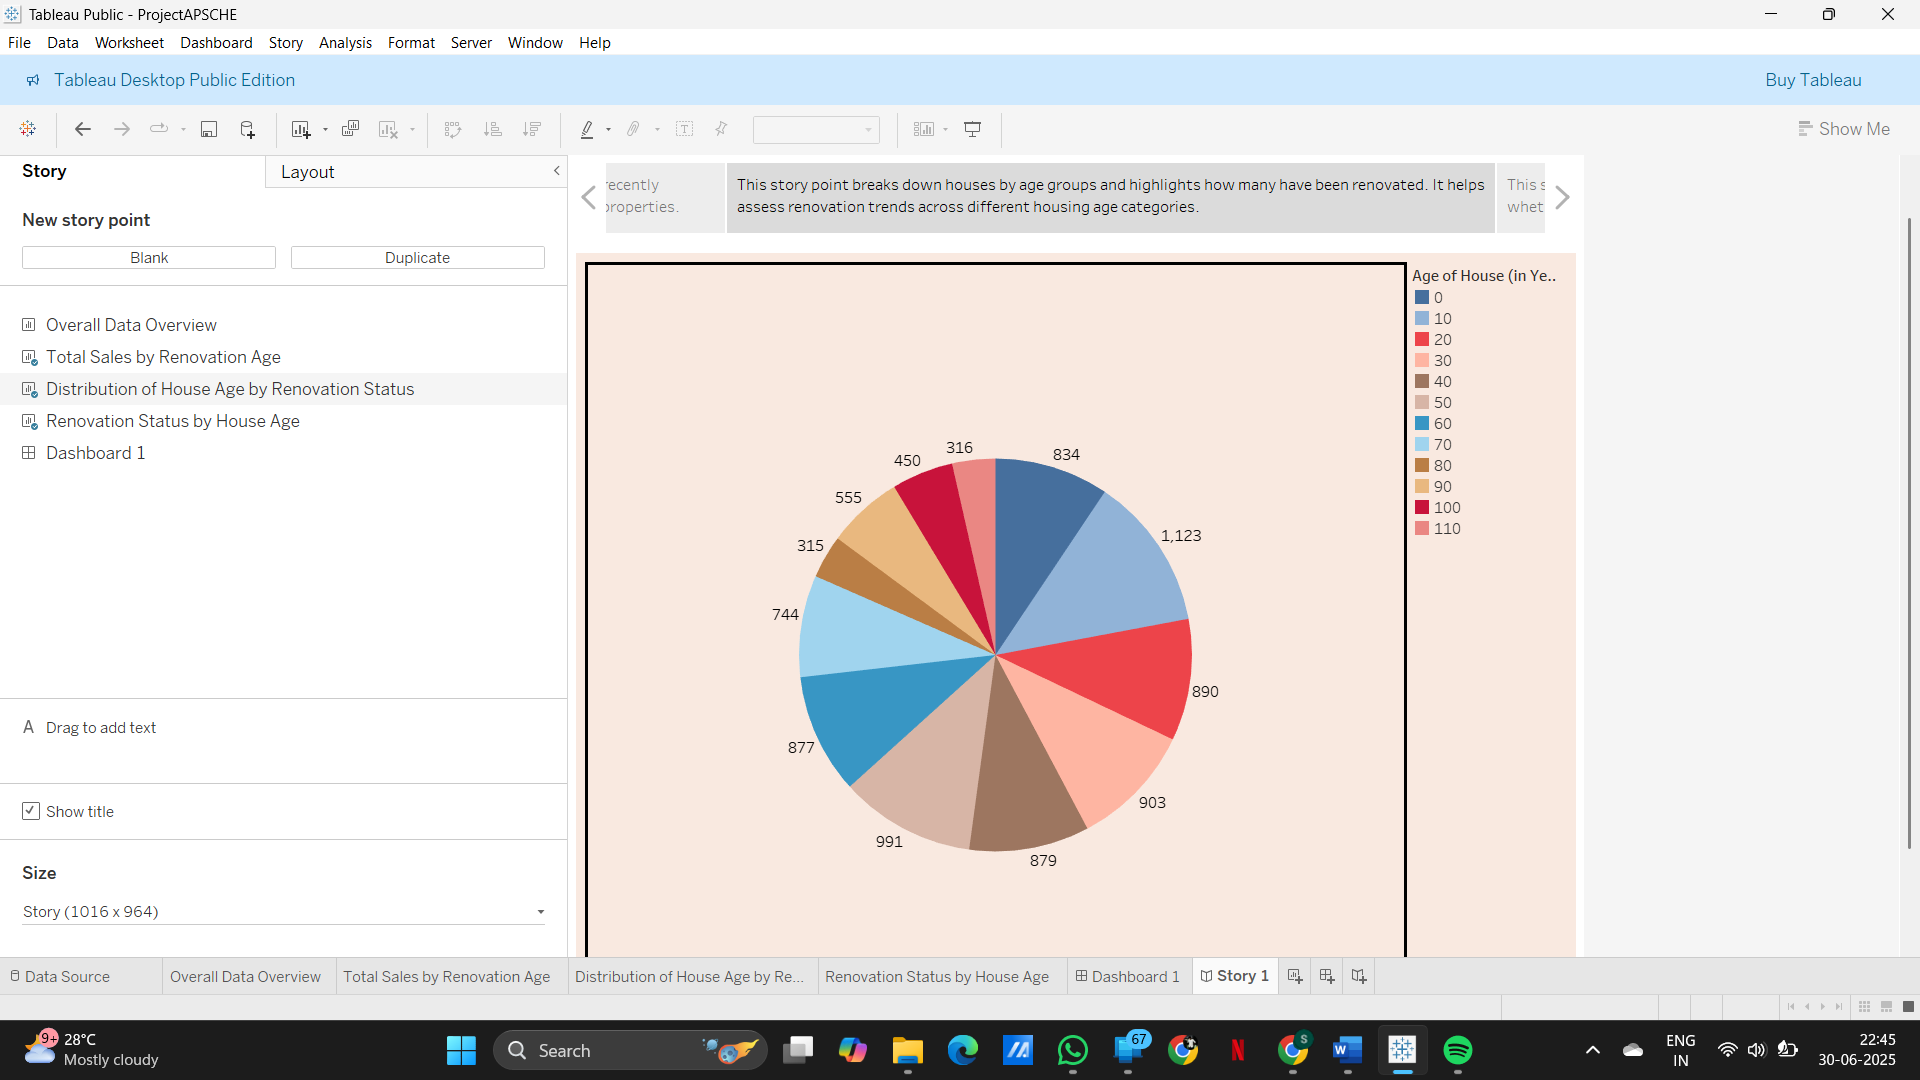 Tableau Public - ProjectAPSCHE
File Data Worksheet Dashboard Story Analysis Format Server Window Help
Tableau Desktop Public Edition
Buy Tableau
Show Me
Story
Layout
New story point
Blank
Duplicate
Overall Data Overview
Total Sales by Renovation Age
Distribution of House Age by Renovation Status
Renovation Status by House Age
Dashboard 1
A Drag to add text
Show title
Size
Story (1016 x 964)
recently
properties.
This story point breaks down houses by age groups and highlights how many have been renovated. It helps
assess renovation trends across different housing age categories.
This s
whet
Age of House (in Ye..
0
10
20
30
40
50
60
70
80
90
100
110
316
834
450
555
1,123
315
744
890
877
903
991
879
Data Source
Overall Data Overview
Total Sales by Renovation Age
Distribution of House Age by Re...
Renovation Status by House Age
Dashboard 1
Story 1
9+
28°C
Mostly cloudy
Search
67
S
N
W
ENG
IN
22:45
30-06-2025